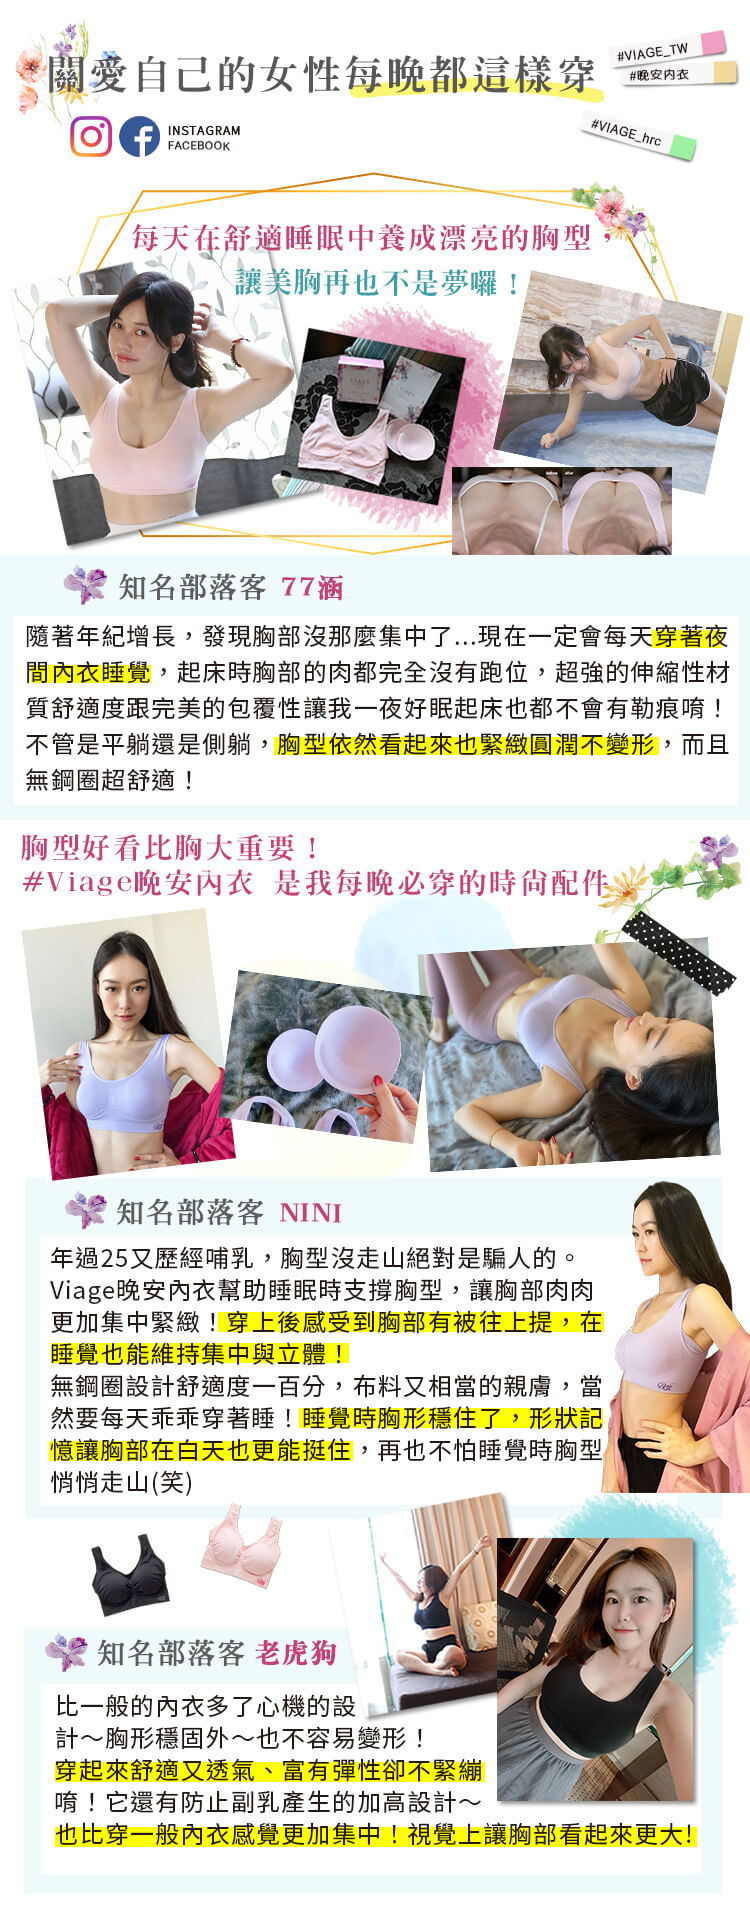 關愛自己的女性每晚都這樣穿
#VIAGE_TW
#晚安內衣
#VIAGE_hrc
INSTAGRAM
FACEBOOK
每天在舒適睡眠中養成漂亮的胸型，
讓美胸再也不是夢囉！
VIAGE
before
after
知名部落客 77涵
隨著年紀增長，發現胸部沒那麼集中了...現在一定會每天穿著夜
間內衣睡覺，起床時胸部的肉都完全沒有跑位，超強的伸縮性材
質舒適度跟完美的包覆性讓我一夜好眠起床也都不會有勒痕唷！
不管是平躺還是側躺，胸型依然看起來也緊緻圓潤不變形，而且
無鋼圈超舒適！
胸型好看比胸大重要！
#Viage晚安內衣 是我每晚必穿的時尚配件
知名部落客 NINI
年過25又歷經哺乳，胸型沒走山絕對是騙人的。
Viage晚安內衣幫助睡眠時支撐胸型，讓胸部肉肉
更加集中緊緻！穿上後感受到胸部有被往上提，在
睡覺也能維持集中與立體！
無鋼圈設計舒適度一百分，布料又相當的親膚，當
然要每天乖乖穿著睡！睡覺時胸形穩住了，形狀記
憶讓胸部在白天也更能挺住，再也不怕睡覺時胸型
悄悄走山(笑)
知名部落客 老虎狗
比一般的內衣多了心機的設
計～胸形穩固外～也不容易變形！
穿起來舒適又透氣、富有彈性卻不緊繃
唷！它還有防止副乳產生的加高設計～
也比穿一般內衣感覺更加集中！視覺上讓胸部看起來更大!